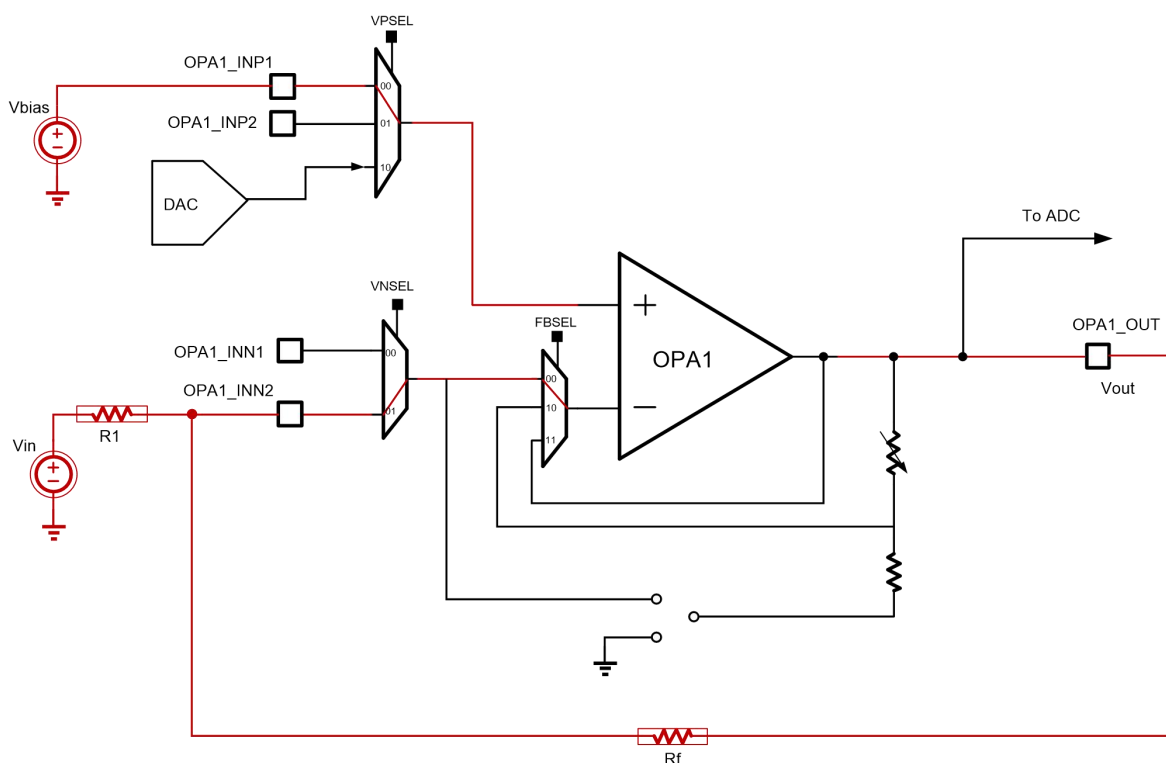 VPSEL
OPA1_INP1
00
Vbias
OPA1_INP2
01
10
DAC
To ADC
VNSEL
FBSEL
OPA1_OUT
OPA1_INN1
00
OPA1
00
Vout
OPA1_INN2
01
10
R1
11
Vin
Rf